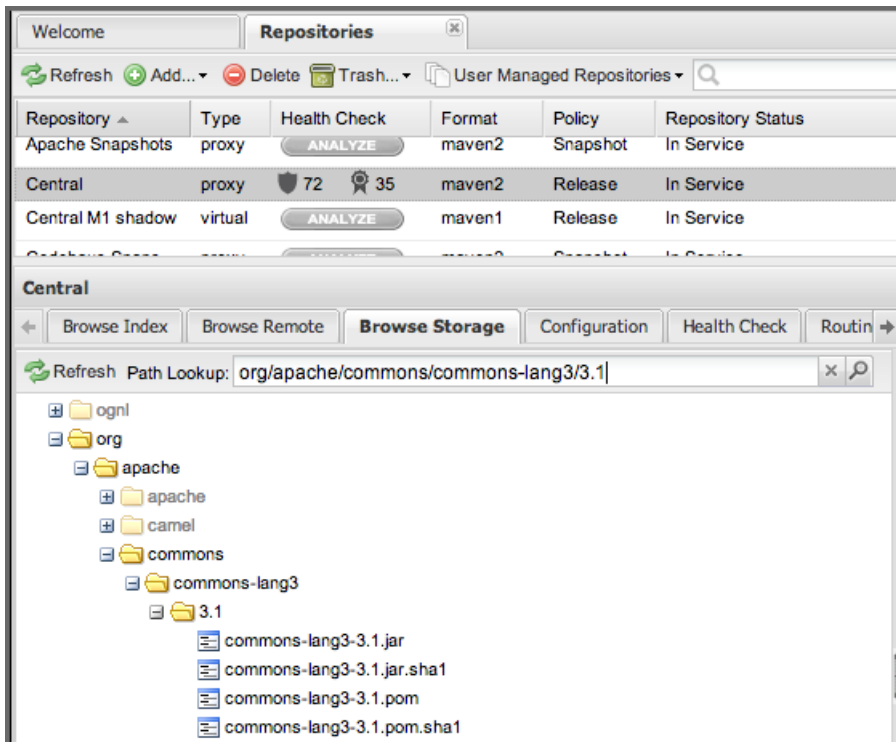 Welcome Repositories
Refresh Add... Delete Trash... User Managed Repositories
Repository Type Health Check Format Policy Repository Status
Apache Snapshots proxy ANALYZE maven2 Snapshot In Service
Central proxy 72 35 maven2 Release In Service
Central M1 shadow virtual ANALYZE maven1 Release In Service
Central
Browse Index Browse Remote Browse Storage Configuration Health Check Routin
Refresh Path Lookup: org/apache/commons/commons-lang3/3.1
ognl
org
apache
apache
camel
commons
commons-lang3
3.1
commons-lang3-3.1.jar
commons-lang3-3.1.jar.sha1
commons-lang3-3.1.pom
commons-lang3-3.1.pom.sha1